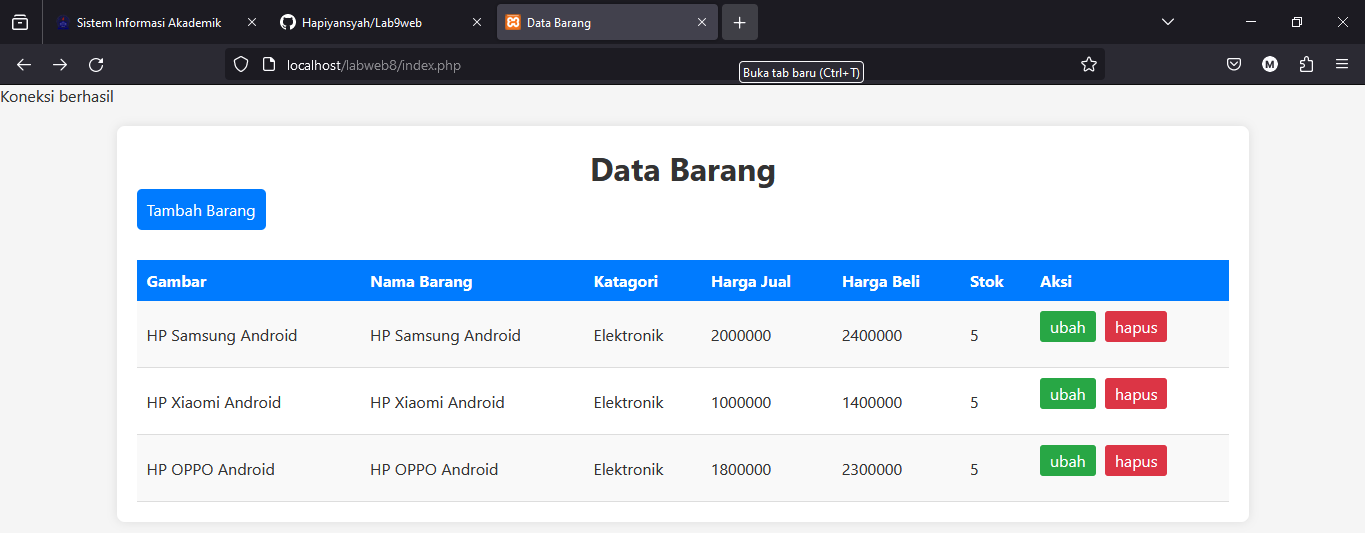 Sistem Informasi Akademik
Hapiyansyah/Lab9web
Data Barang
localhost/labweb8/index.php
Buka tab baru (Ctrl+T)
M
Koneksi berhasil
Data Barang
Tambah Barang
Gambar Nama Barang Katagori Harga Jual Harga Beli Stok Aksi
HP Samsung Android HP Samsung Android Elektronik 2000000 2400000 5 ubah hapus
HP Xiaomi Android HP Xiaomi Android Elektronik 1000000 1400000 5 ubah hapus
HP OPPO Android HP OPPO Android Elektronik 1800000 2300000 5 ubah hapus